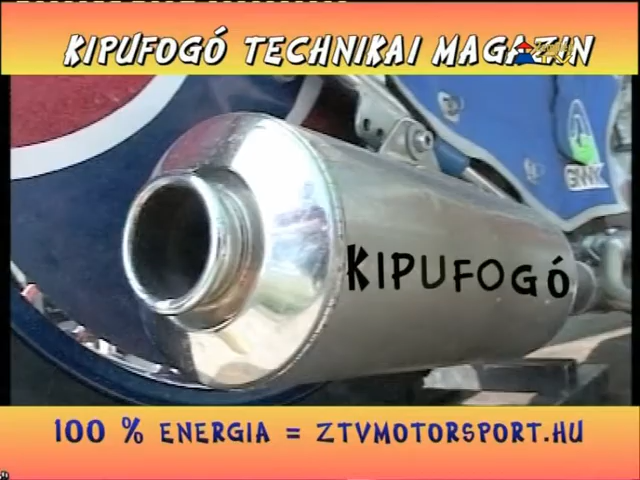 KIPUFOGÓ TECHNIKAI MAGAZIN
KIPUFOGÓ
100 % ENERGIA = ZTVMOTORSPORT.HU